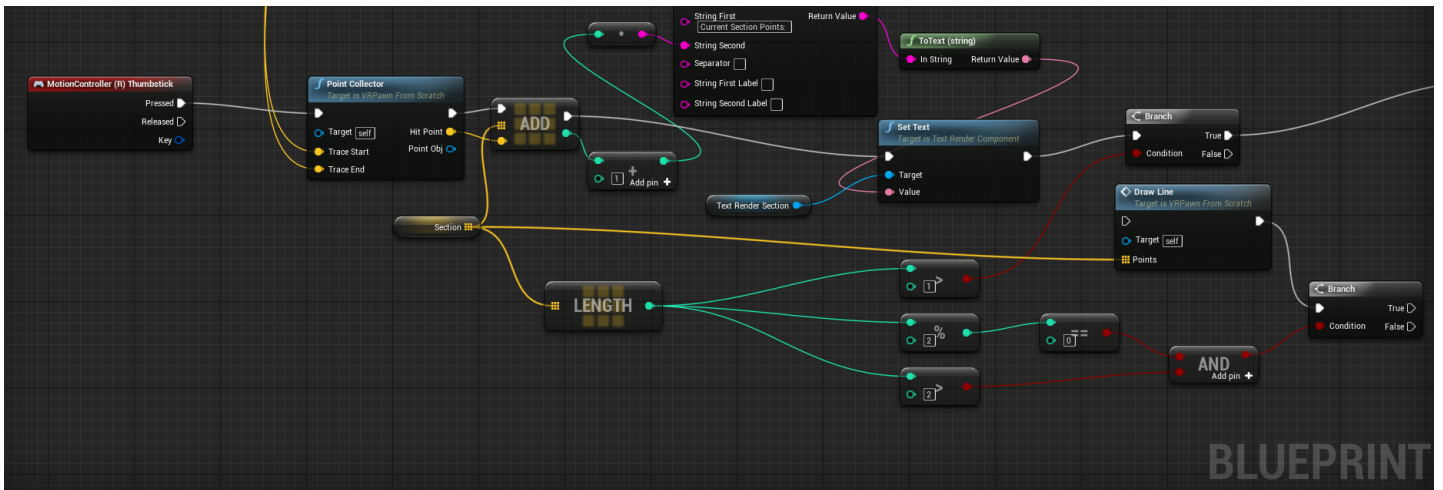 String First
Current Section Points:
Return Value
String Second
Separator
String First Label
String Second Label
ToText (string)
In String
Return Value
MotionController (R) Thumbstick
Pressed
Released
Key
Point Collector
Target is VRPawn From Scratch
Target self
Hit Point
Trace Start
Point Obj
Trace End
ADD
1
+
Add pin +
Set Text
Target is Text Render Component
Target
Value
Text Render Section
Branch
True
Condition
False
Draw Line
Target is VRPawn From Scratch
Target self
Points
Section
LENGTH
1
>
2
%
0
==
2
>
AND
Add pin +
Branch
True
Condition
False
BLUEPRINT